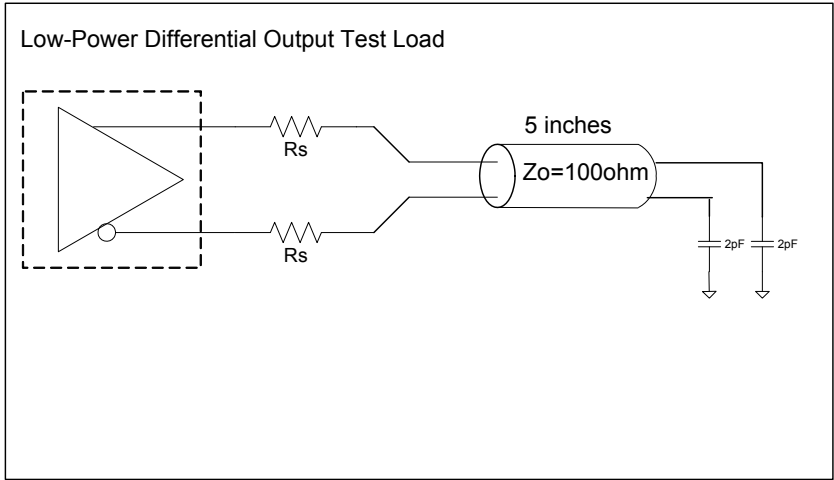 Low-Power Differential Output Test Load
Rs
5 inches
Zo=100ohm
Rs
2pF
2pF